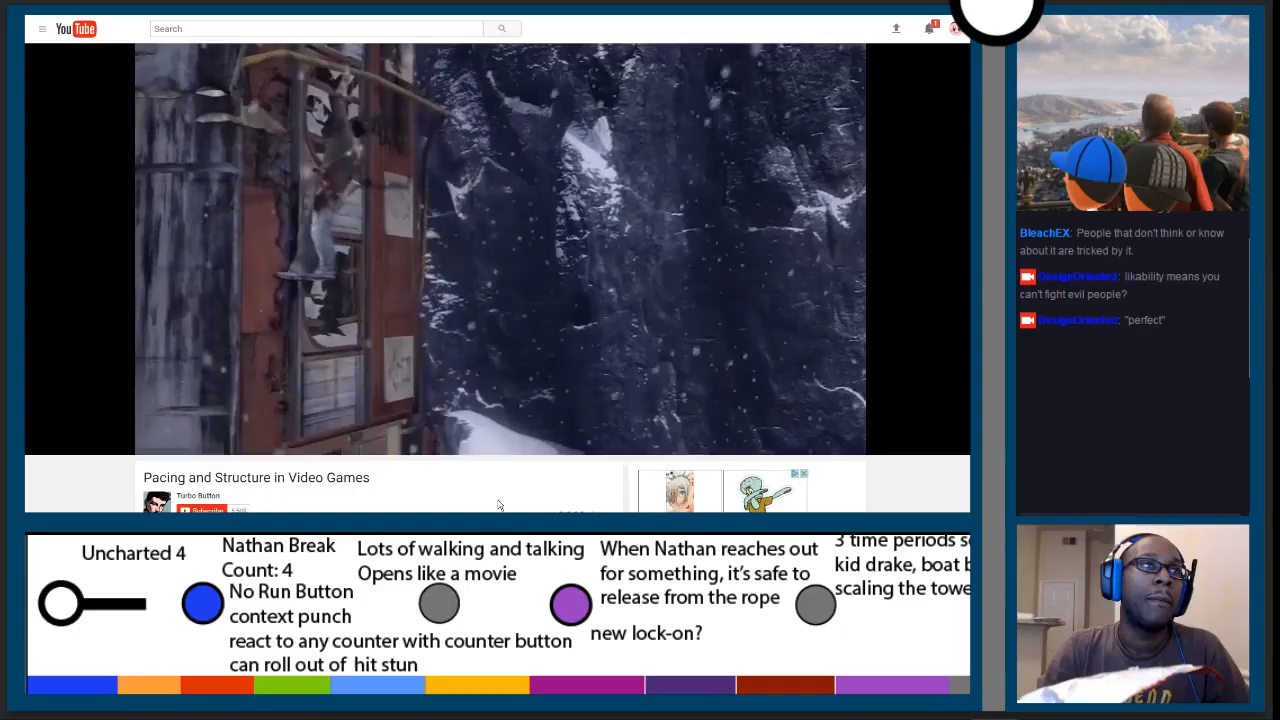 YouTube
Search
1
Pacing and Structure in Video Games
Turbo Button
Subscribe
BleachEX: People that don't think or know
about it are tricked by it.
DesignOriented: likability means you
can't fight evil people?
DesignOriented: "perfect"
Uncharted 4
Nathan Break
Count: 4
No Run Button
context punch
react to any counter with counter button
can roll out of hit stun
Lots of walking and talking
Opens like a movie
When Nathan reaches out
for something, it's safe to
release from the rope
new lock-on?
3 time periods
kid drake, boat
scaling the